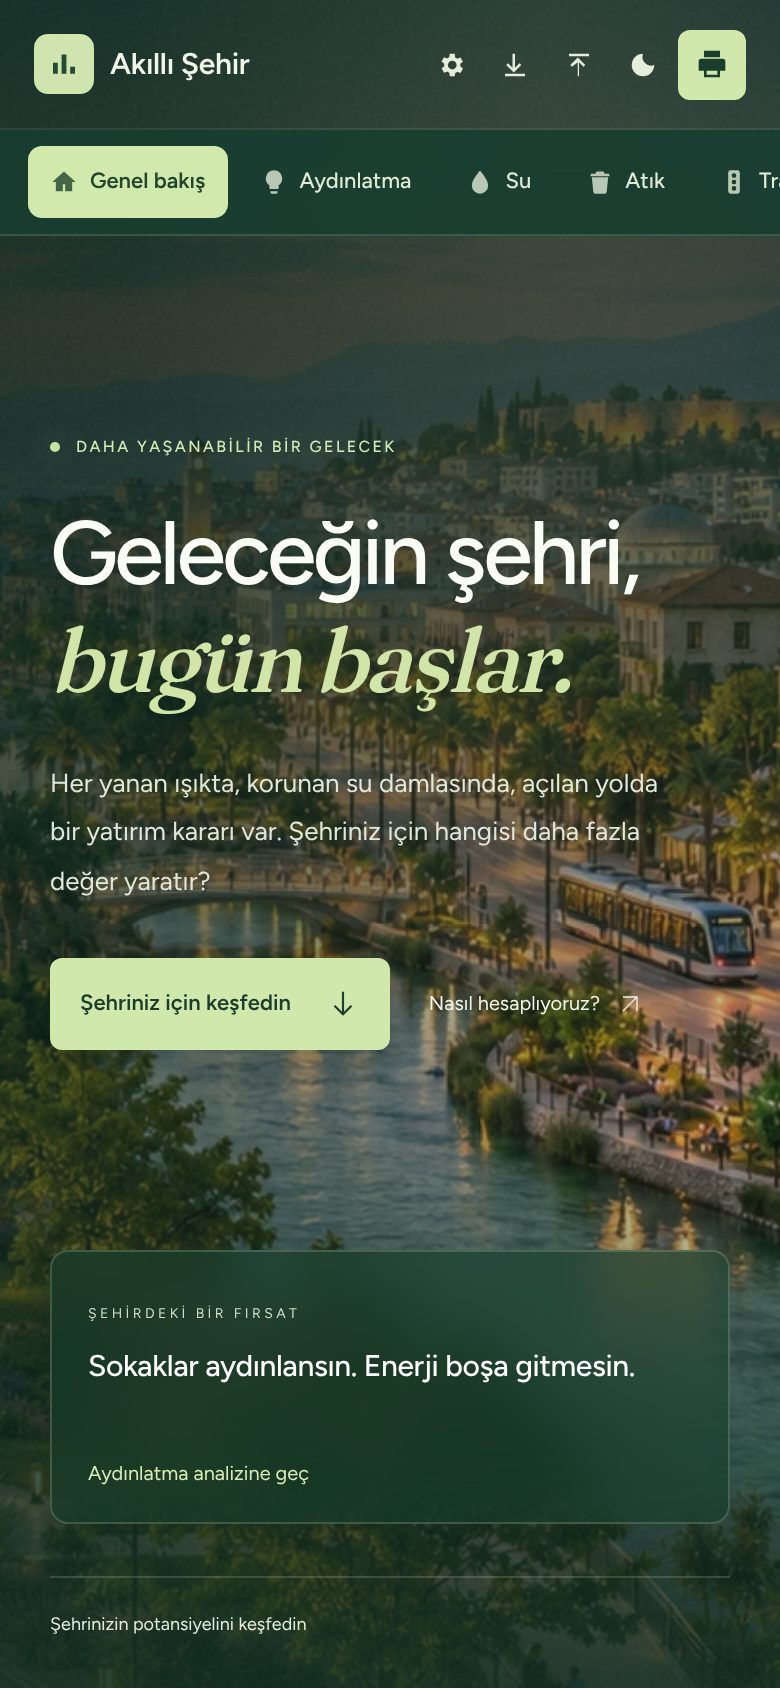 Akıllı Şehir
Genel bakış
Aydınlatma
Su
Atık
DAHA YAŞANABİLİR BİR GELECEK
Geleceğin şehri,
bugün başlar.
Her yanan ışıkta, korunan su damlasında, açılan yolda
bir yatırım kararı var. Şehriniz için hangisi daha fazla
değer yaratır?
Şehriniz için keşfedin
Nasıl hesaplıyoruz?
ŞEHİRDEKİ BİR FIRSAT
Sokaklar aydınlansın. Enerji boşa gitmesin.
Aydınlatma analizine geç
Şehrinizin potansiyelini keşfedin